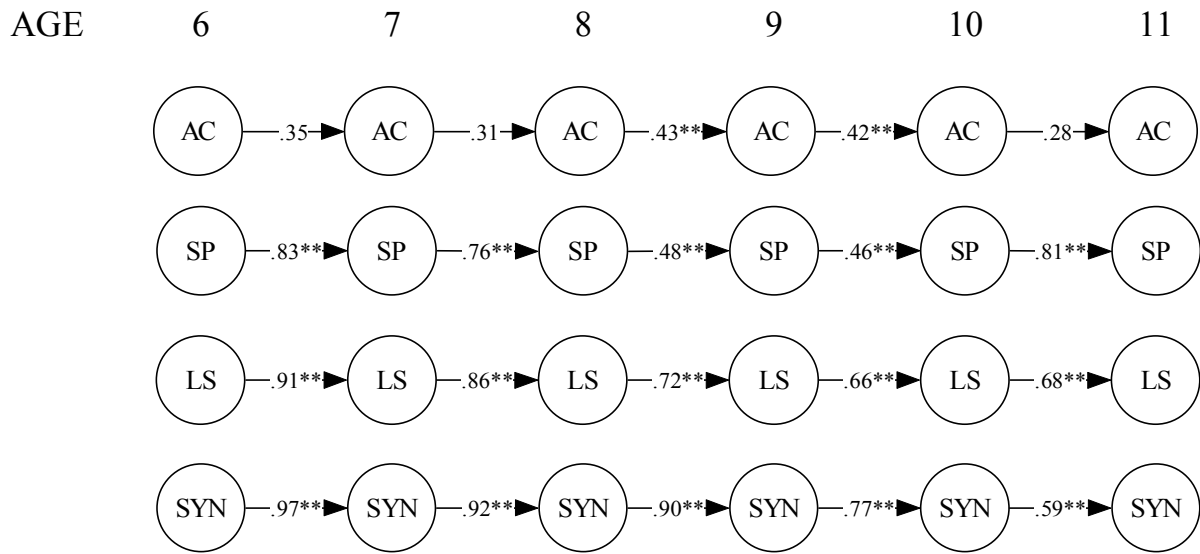 AGE 6 7 8 9 10 11
AC .35 AC .31 AC .43** AC .42** AC .28 AC
SP .83** SP .76** SP .48** SP .46** SP .81** SP
LS .91** LS .86** LS .72** LS .66** LS .68** LS
SYN .97** SYN .92** SYN .90** SYN .77** SYN .59** SYN